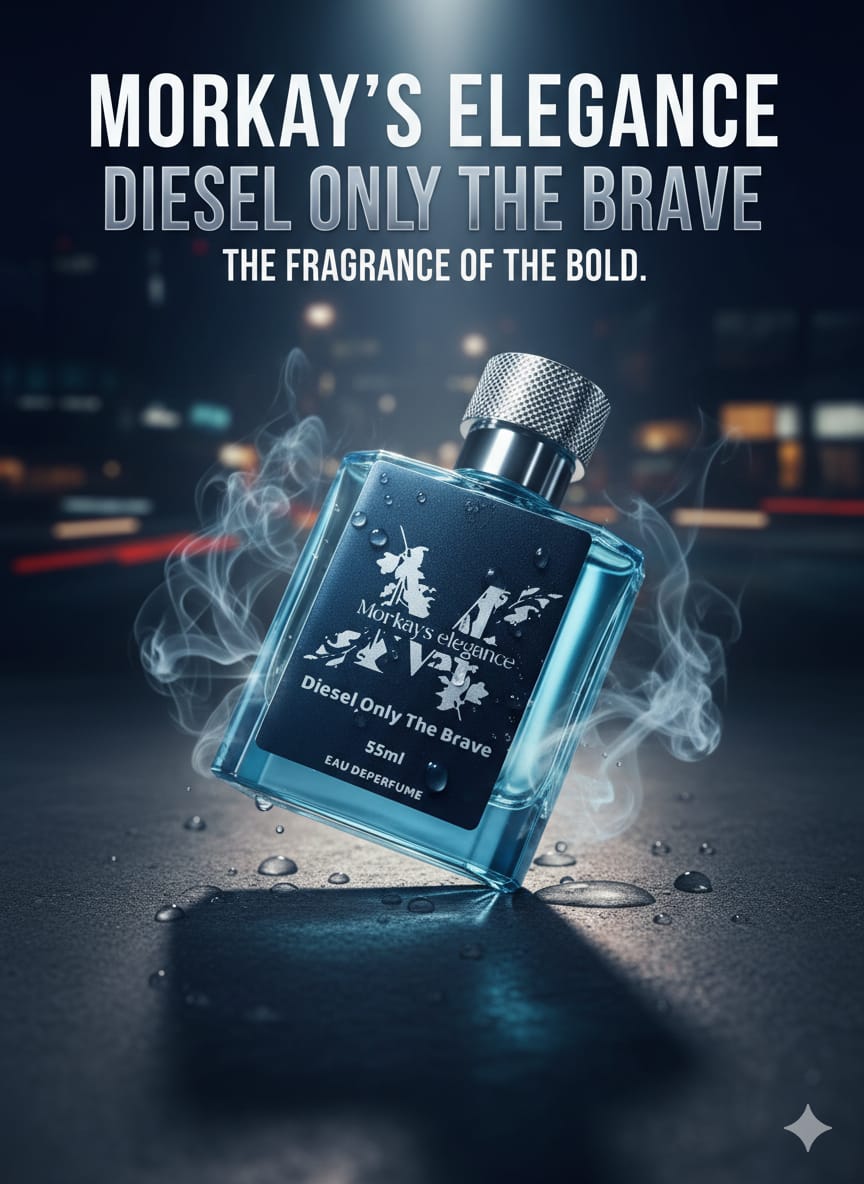 MORKAY'S ELEGANCE
DIESEL ONLY THE BRAVE
THE FRAGRANCE OF THE BOLD.
Morkay's elegance
Diesel Only The Brave
55ml
EAU DEPERFUME